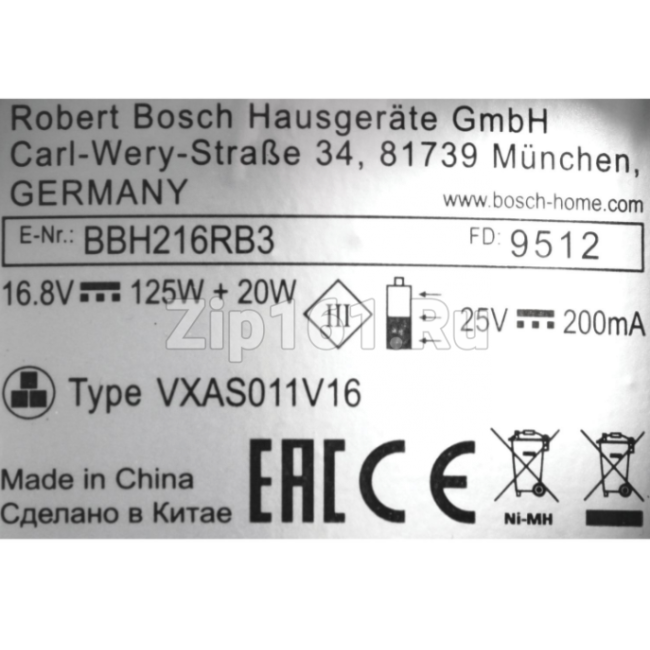 Robert Bosch Hausgeräte GmbH
Carl-Wery-Straße 34, 81739 München,
GERMANY
www.bosch-home.com
E-Nr.: BBH216RB3 FD: 9512
16.8V 125W + 20W III 25V 200mA
Zip161.Ru
Type VXAS011V16
Made in China
Сделано в Китае
EAC CE
Ni-MH